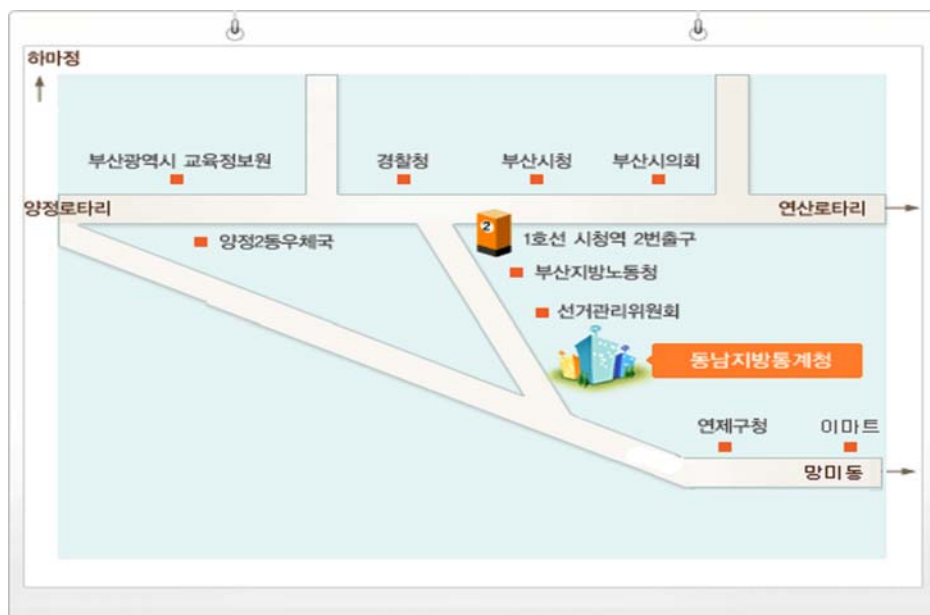 하마정
부산광역시 교육정보원
경찰청
부산시청
부산시의회
양정로타리
연산로타리
양정2동우체국
2
1호선 시청역 2번출구
부산지방노동청
선거관리위원회
동남지방통계청
연제구청
이마트
망미동